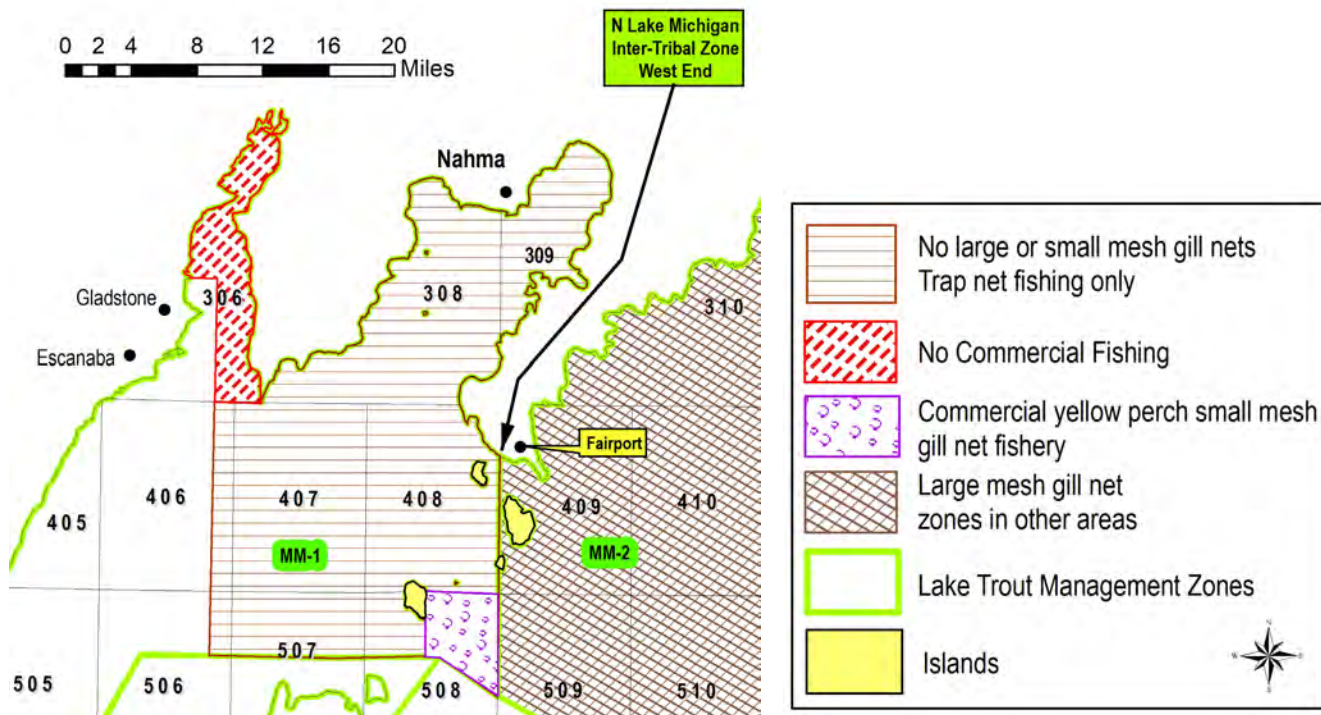 0 2 4 8 12 16 20
Miles
N Lake Michigan
Inter-Tribal Zone
West End
Nahma
309
308
310
Gladstone
306
Escanaba
Fairport
405
406
407
408
409
410
MM-1
MM-2
505
506
507
508
509
510
No large or small mesh gill nets
Trap net fishing only
No Commercial Fishing
Commercial yellow perch small mesh
gill net fishery
Large mesh gill net
zones in other areas
Lake Trout Management Zones
Islands
N
W
E
S